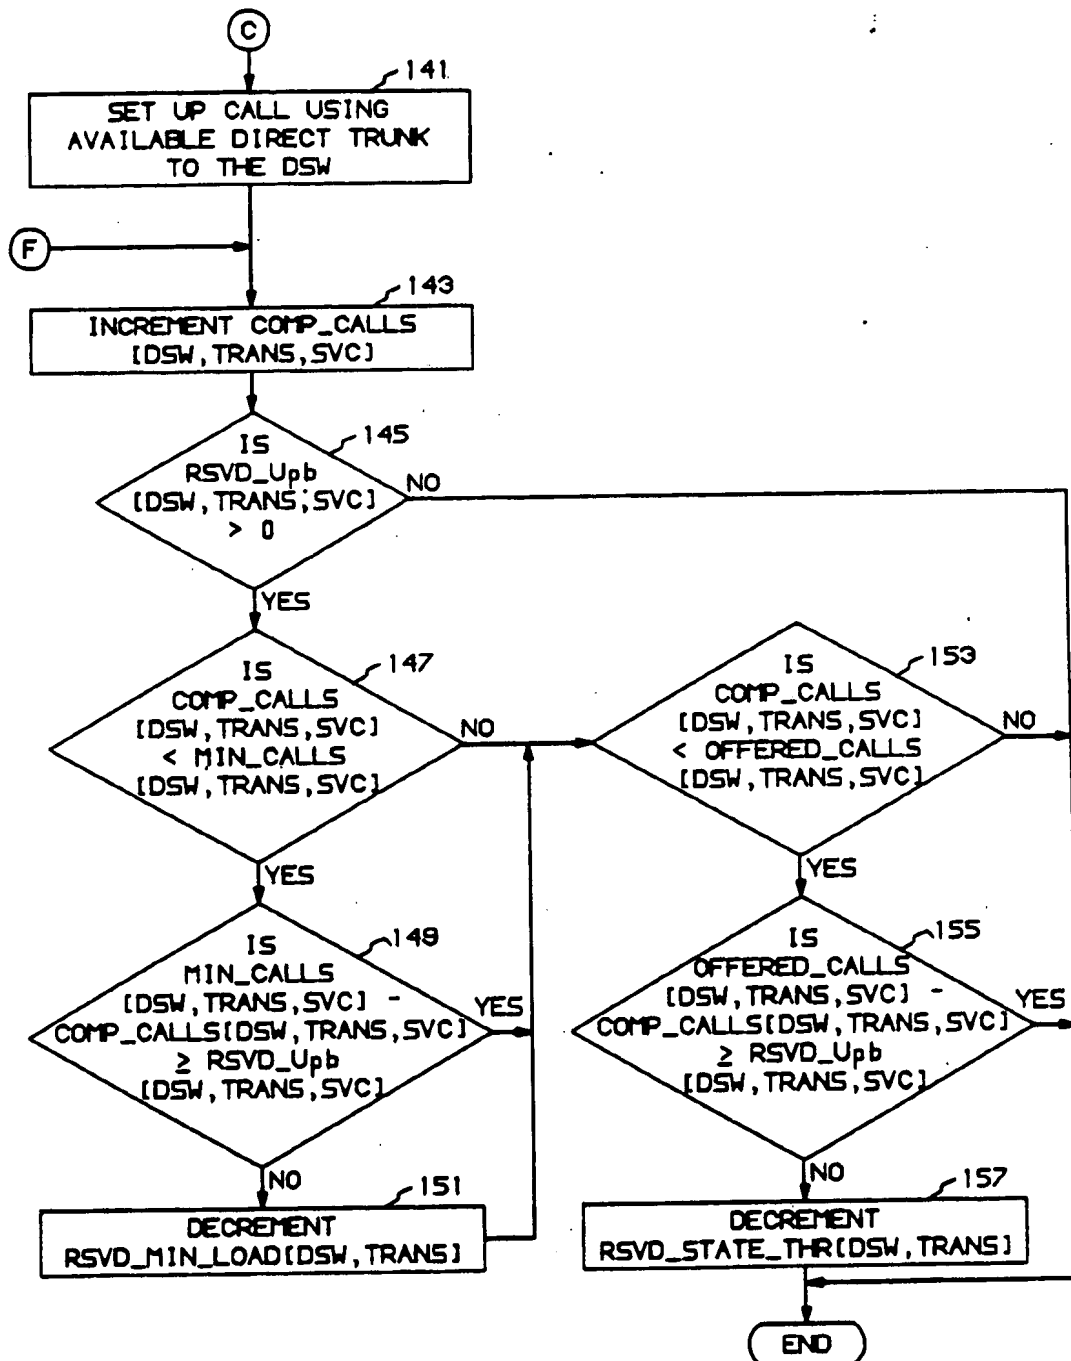 C
141
SET UP CALL USING
AVAILABLE DIRECT TRUNK
TO THE DSW
F
143
INCREMENT COMP_CALLS
[DSW,TRANS,SVC]
145
IS
RSVD_Upb
[DSW,TRANS,SVC]
> 0
NO
YES
147
IS
COMP_CALLS
[DSW,TRANS,SVC]
< MIN_CALLS
[DSW,TRANS,SVC]
NO
YES
153
IS
COMP_CALLS
[DSW,TRANS,SVC]
< OFFERED_CALLS
[DSW,TRANS,SVC]
NO
YES
149
IS
MIN_CALLS
[DSW,TRANS,SVC] -
COMP_CALLS[DSW,TRANS,SVC]
≥ RSVD_Upb
[DSW,TRANS,SVC]
YES
NO
155
IS
OFFERED_CALLS
[DSW,TRANS,SVC] -
COMP_CALLS[DSW,TRANS,SVC]
≥ RSVD_Upb
[DSW,TRANS,SVC]
YES
NO
151
DECREMENT
RSVD_MIN_LOAD[DSW,TRANS]
157
DECREMENT
RSVD_STATE_THR[DSW,TRANS]
END